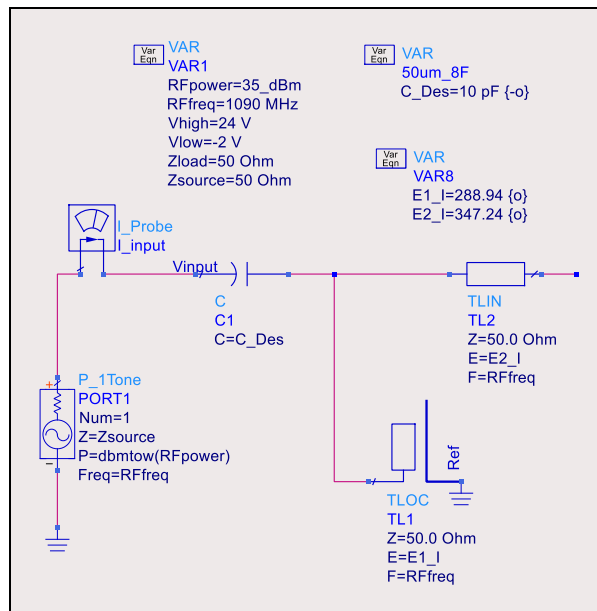 Var
Eqn
VAR
VAR1
RFpower=35_dBm
RFfreq=1090 MHz
Vhigh=24 V
Vlow=-2 V
Zload=50 Ohm
Zsource=50 Ohm
Var
Eqn
VAR
50um_8F
C_Des=10 pF {-o}
Var
Eqn
VAR
VAR8
E1_I=288.94 {o}
E2_I=347.24 {o}
I_Probe
I_input
Vinput
C
C1
C=C_Des
TLIN
TL2
Z=50.0 Ohm
E=E2_I
F=RFfreq
+
P_1Tone
PORT1
Num=1
Z=Zsource
P=dbmtow(RFpower)
Freq=RFfreq
Ref
TLOC
TL1
Z=50.0 Ohm
E=E1_I
F=RFfreq